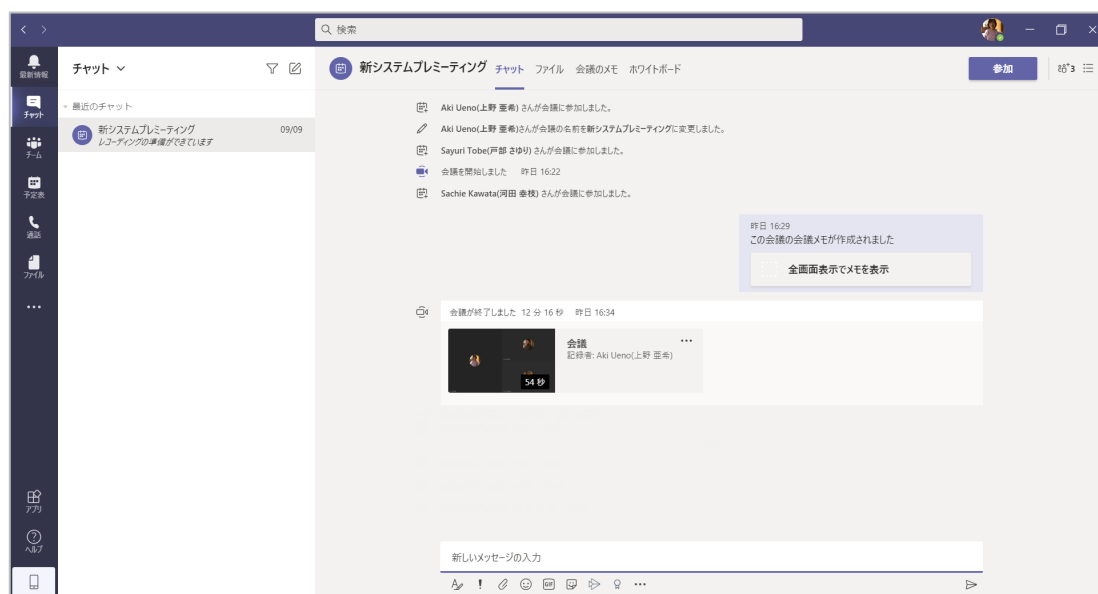 検索
最新情報
チャット
チーム
予定表
通話
ファイル
アプリ
ヘルプ
チャット
最近のチャット
新システムプレミーティング 09/09
レコーディングの準備ができています
新システムプレミーティング チャット ファイル 会議のメモ ホワイトボード 参加 3
Aki Ueno(上野 亜希) さんが会議に参加しました。
Aki Ueno(上野 亜希)さんが会議の名前を新システムプレミーティングに変更しました。
Sayuri Tobe(戸部 さゆり) さんが会議に参加しました。
会議を開始しました 昨日 16:22
Sachie Kawata(河田 幸枝) さんが会議に参加しました。
昨日 16:29
この会議の会議メモが作成されました
全画面表示でメモを表示
会議が終了しました 12 分 16 秒 昨日 16:34
会議
記録者: Aki Ueno(上野 亜希)
54 秒
新しいメッセージの入力
GIF